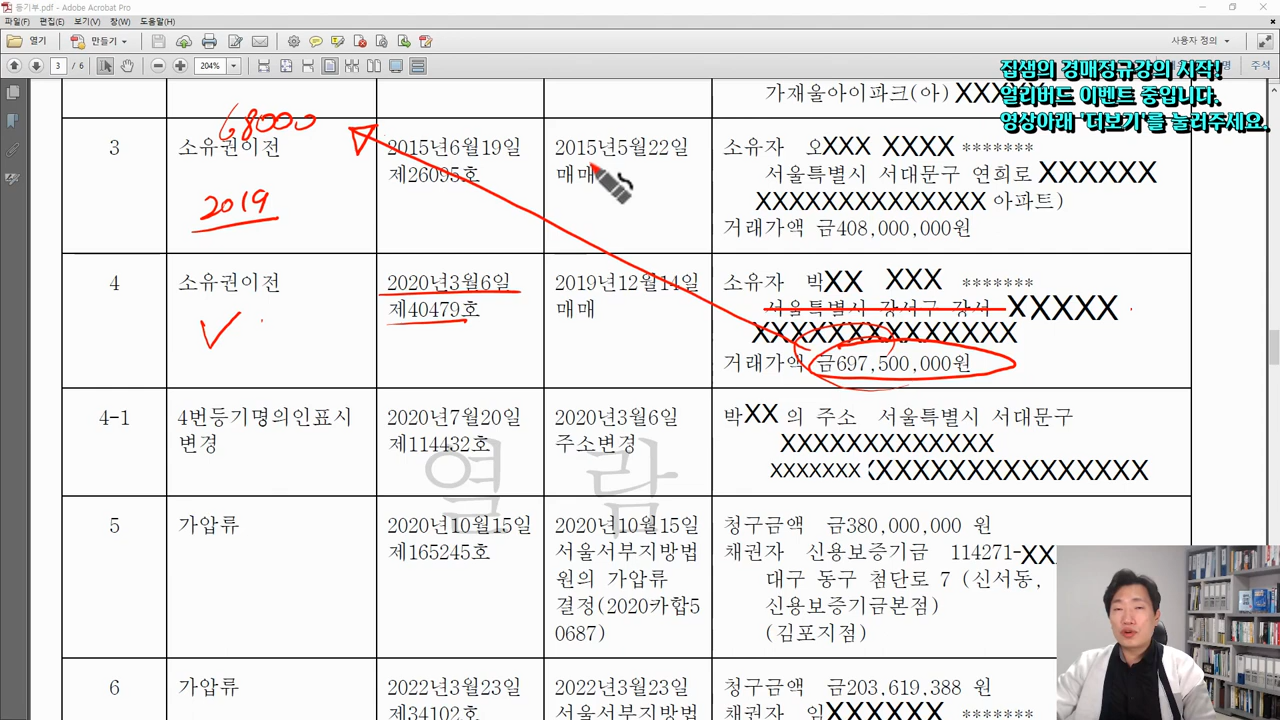 등기부.pdf - Adobe Acrobat Pro
파일(F) 편집(E) 보기(V) 창(W) 도움말(H)
열기 만들기 사용자 정의
3 / 6 204% 주석
집샘의 경매정규강의 시작!
얼리버드 이벤트 중입니다.
영상아래 '더보기'를 눌러주세요.
가재울아이파크(아) XXXXXX
68000
3 소유권이전 2015년6월19일 2015년5월22일 소유자 오XXX XXXX *******
제26095호 매매 서울특별시 서대문구 연희로 XXXXXX
XXXXXXXXXXXXXX 아파트)
2019
거래가액 금408,000,000원
4 소유권이전 2020년3월6일 2019년12월14일 소유자 박XX XXX *******
제40479호 매매 서울특별시 강서구 강서 XXXXX
XXXXXXXXXXXXXXXX
거래가액 금697,500,000원
4-1 4번등기명의인표시 2020년7월20일 2020년3월6일 박XX 의 주소 서울특별시 서대문구
변경 제114432호 주소변경 XXXXXXXXXXXXX
XXXXXXX (XXXXXXXXXXXXXXX
열 람
5 가압류 2020년10월15일 2020년10월15일 청구금액 금380,000,000 원
제165245호 서울서부지방법 채권자 신용보증기금 114271-XX
원의 가압류 대구 동구 첨단로 7 (신서동,
결정(2020카합5 신용보증기금본점)
0687) (김포지점)
6 가압류 2022년3월23일 2022년3월23일 청구금액 금203,619,388 원
제34102호 서울남부지방법 채권자 임XXXXXX *******